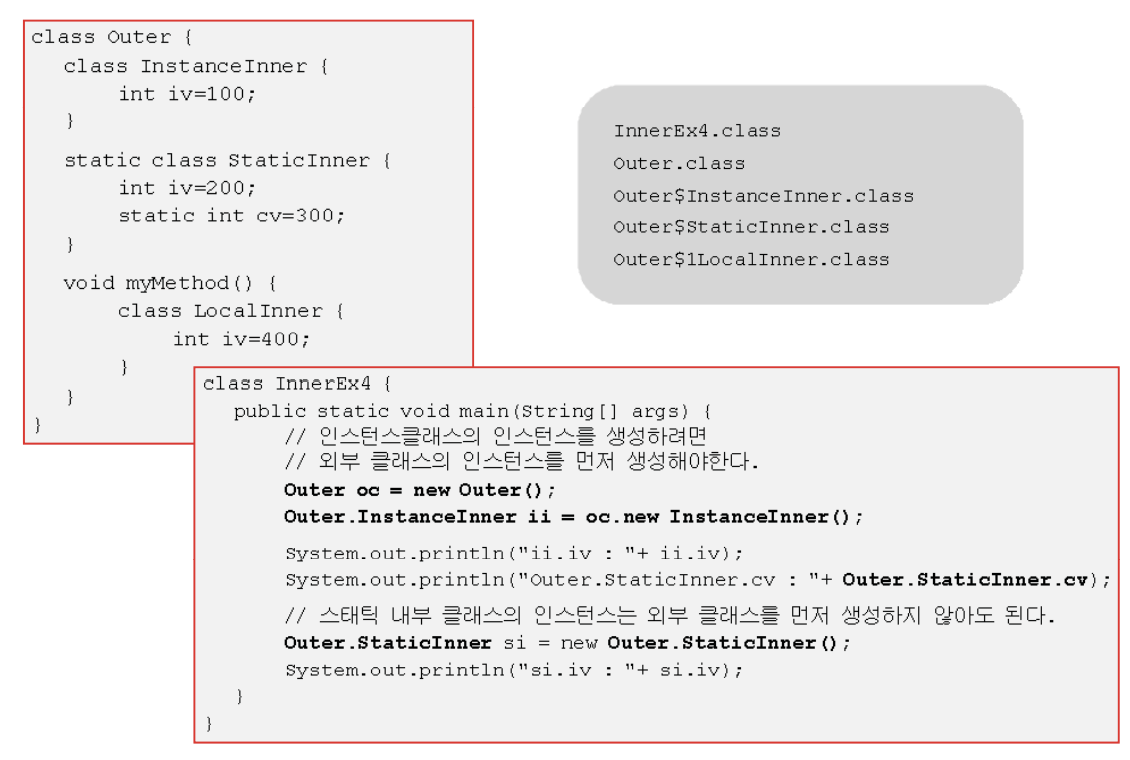 class Outer {
class InstanceInner {
int iv=100;
}
static class StaticInner {
int iv=200;
static int cv=300;
}
void myMethod() {
class LocalInner {
int iv=400;
}
}
}
InnerEx4.class
Outer.class
Outer$InstanceInner.class
Outer$StaticInner.class
Outer$1LocalInner.class
class InnerEx4 {
public static void main(String[] args) {
// 인스턴스클래스의 인스턴스를 생성하려면
// 외부 클래스의 인스턴스를 먼저 생성해야한다.
Outer oc = new Outer();
Outer.InstanceInner ii = oc.new InstanceInner();
System.out.println("ii.iv : "+ ii.iv);
System.out.println("Outer.StaticInner.cv : "+ Outer.StaticInner.cv);
// 스태틱 내부 클래스의 인스턴스는 외부 클래스를 먼저 생성하지 않아도 된다.
Outer.StaticInner si = new Outer.StaticInner();
System.out.println("si.iv : "+ si.iv);
}
}